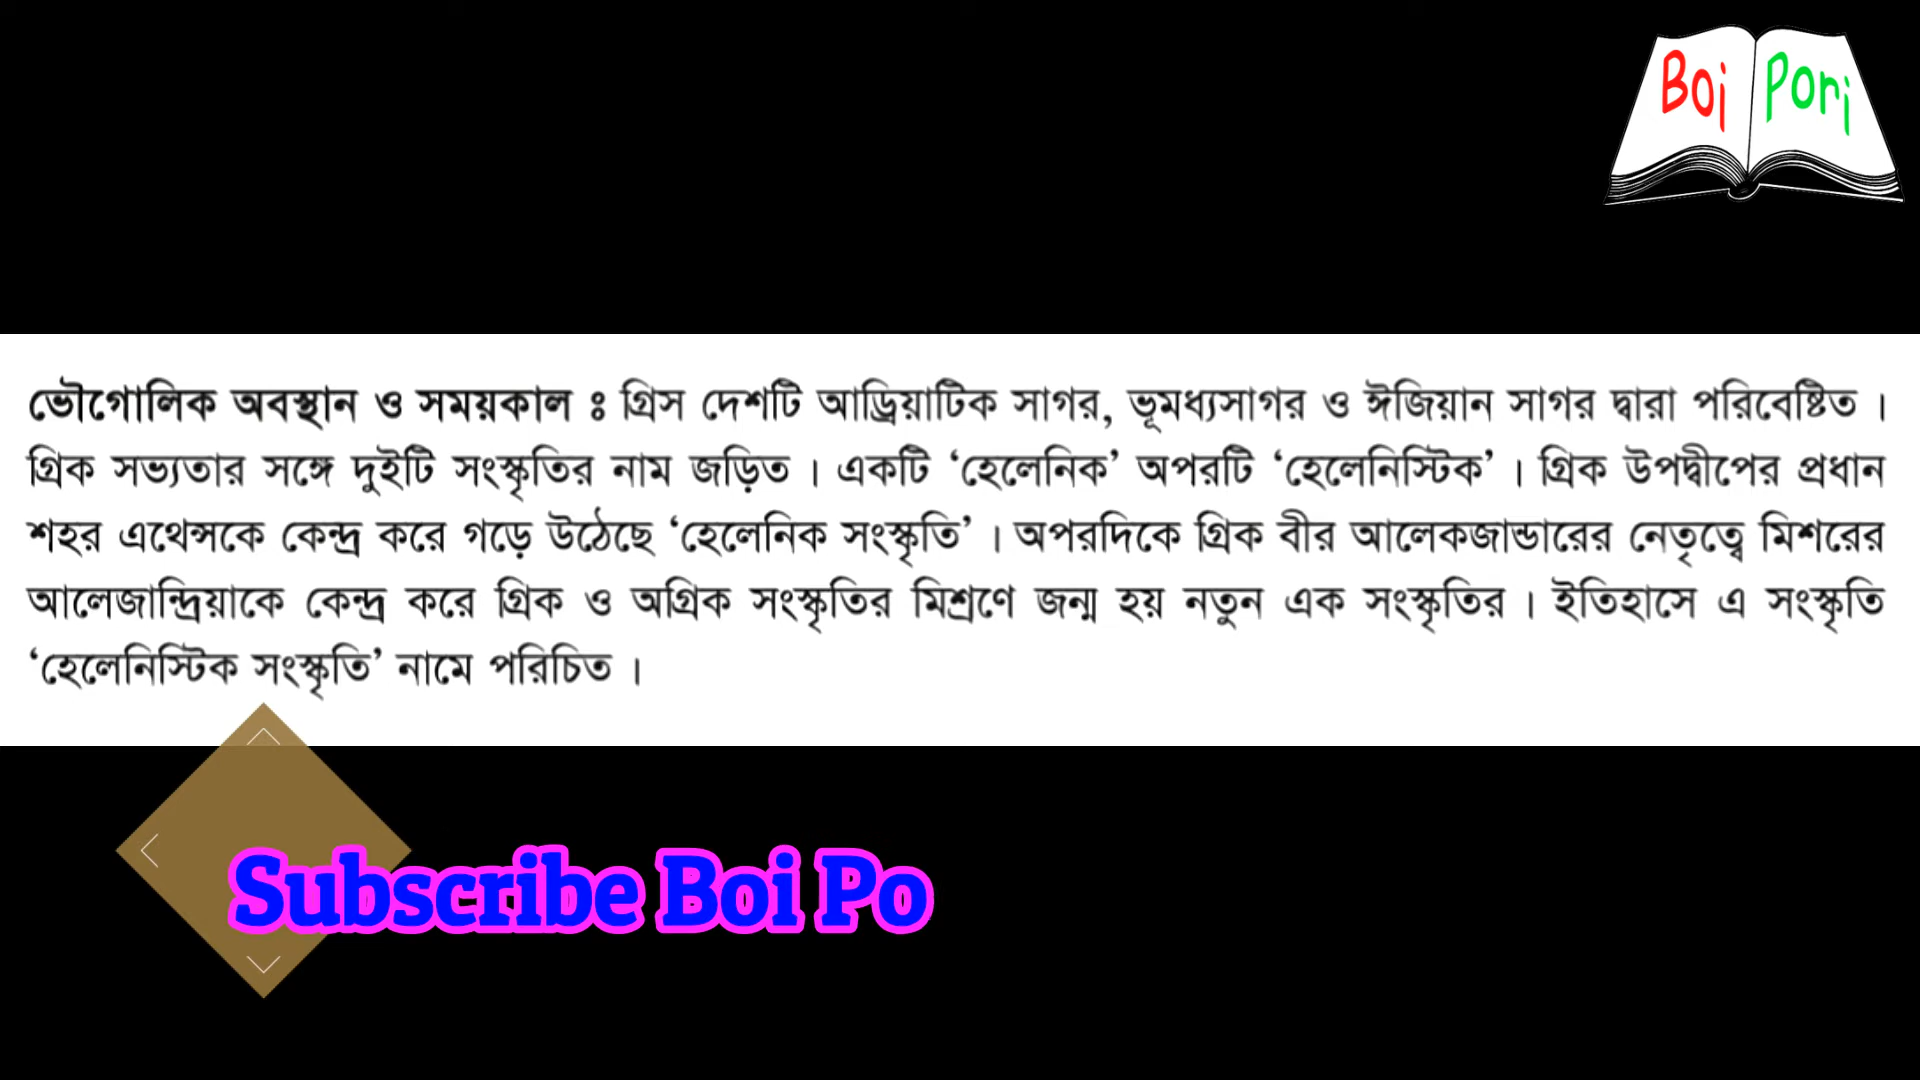 Boi Pori
ভৌগোলিক অবস্থান ও সময়কাল ঃ গ্রিস দেশটি আড্রিয়াটিক সাগর, ভূমধ্যসাগর ও ঈজিয়ান সাগর দ্বারা পরিবেষ্টিত ।
গ্রিক সভ্যতার সঙ্গে দুইটি সংস্কৃতির নাম জড়িত । একটি ‘হেলেনিক’ অপরটি ‘হেলেনিস্টিক’ । গ্রিক উপদ্বীপের প্রধান
শহর এথেন্সকে কেন্দ্র করে গড়ে উঠেছে ‘হেলেনিক সংস্কৃতি’ । অপরদিকে গ্রিক বীর আলেকজান্ডারের নেতৃত্বে মিশরের
আলেজান্দ্রিয়াকে কেন্দ্র করে গ্রিক ও অগ্রিক সংস্কৃতির মিশ্রণে জন্ম হয় নতুন এক সংস্কৃতির । ইতিহাসে এ সংস্কৃতি
‘হেলেনিস্টিক সংস্কৃতি’ নামে পরিচিত ।
Subscribe Boi Po